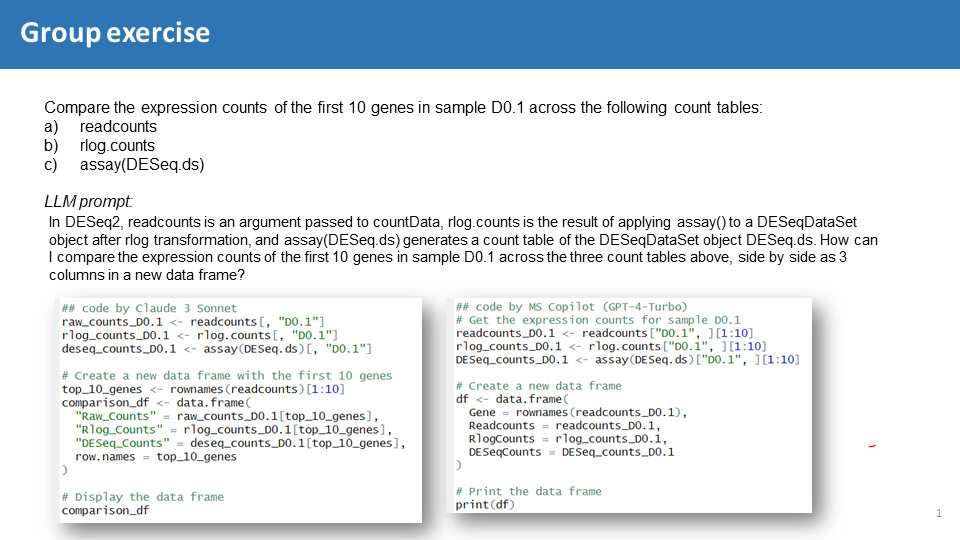 Group exercise
Compare the expression counts of the first 10 genes in sample D0.1 across the following count tables:
a) readcounts
b) rlog.counts
c) assay(DESeq.ds)
LLM prompt:
In DESeq2, readcounts is an argument passed to countData, rlog.counts is the result of applying assay() to a DESeqDataSet
object after rlog transformation, and assay(DESeq.ds) generates a count table of the DESeqDataSet object DESeq.ds. How can
I compare the expression counts of the first 10 genes in sample D0.1 across the three count tables above, side by side as 3
columns in a new data frame?
## code by Claude 3 Sonnet
raw_counts_D0.1 <- readcounts[, "D0.1"]
rlog_counts_D0.1 <- rlog.counts[, "D0.1"]
deseq_counts_D0.1 <- assay(DESeq.ds)[, "D0.1"]
# Create a new data frame with the first 10 genes
top_10_genes <- rownames(readcounts)[1:10]
comparison_df <- data.frame(
"Raw_Counts" = raw_counts_D0.1[top_10_genes],
"Rlog_Counts" = rlog_counts_D0.1[top_10_genes],
"DESeq_Counts" = deseq_counts_D0.1[top_10_genes],
row.names = top_10_genes
)
# Display the data frame
comparison_df
## code by MS Copilot (GPT-4-Turbo)
# Get the expression counts for sample D0.1
readcounts_D0.1 <- readcounts["D0.1", ][1:10]
rlog_counts_D0.1 <- rlog.counts["D0.1", ][1:10]
DESeq_counts_D0.1 <- assay(DESeq.ds)["D0.1", ][1:10]
# Create a new data frame
df <- data.frame(
Gene = rownames(readcounts_D0.1),
Readcounts = readcounts_D0.1,
RlogCounts = rlog_counts_D0.1,
DESeqCounts = DESeq_counts_D0.1
)
# Print the data frame
print(df)
1